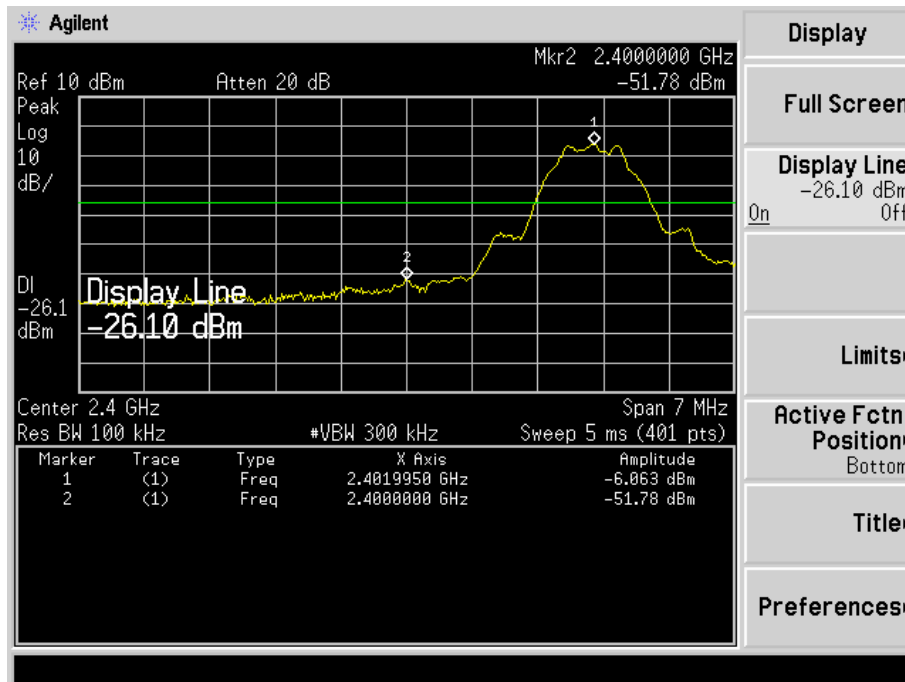 Agilent
Mkr2 2.4000000 GHz
Ref 10 dBm Atten 20 dB -51.78 dBm
Peak
Log
10
dB/
1
2
DI
-26.1
dBm
Display Line
-26.10 dBm
Center 2.4 GHz Span 7 MHz
Res BW 100 kHz #VBW 300 kHz Sweep 5 ms (401 pts)
Marker Trace Type X Axis Amplitude
1 (1) Freq 2.4019950 GHz -6.063 dBm
2 (1) Freq 2.4000000 GHz -51.78 dBm
Display
Full Screen
Display Line
-26.10 dBm
On Off
Limits
Active Fctn
Position
Bottom
Title
Preferences